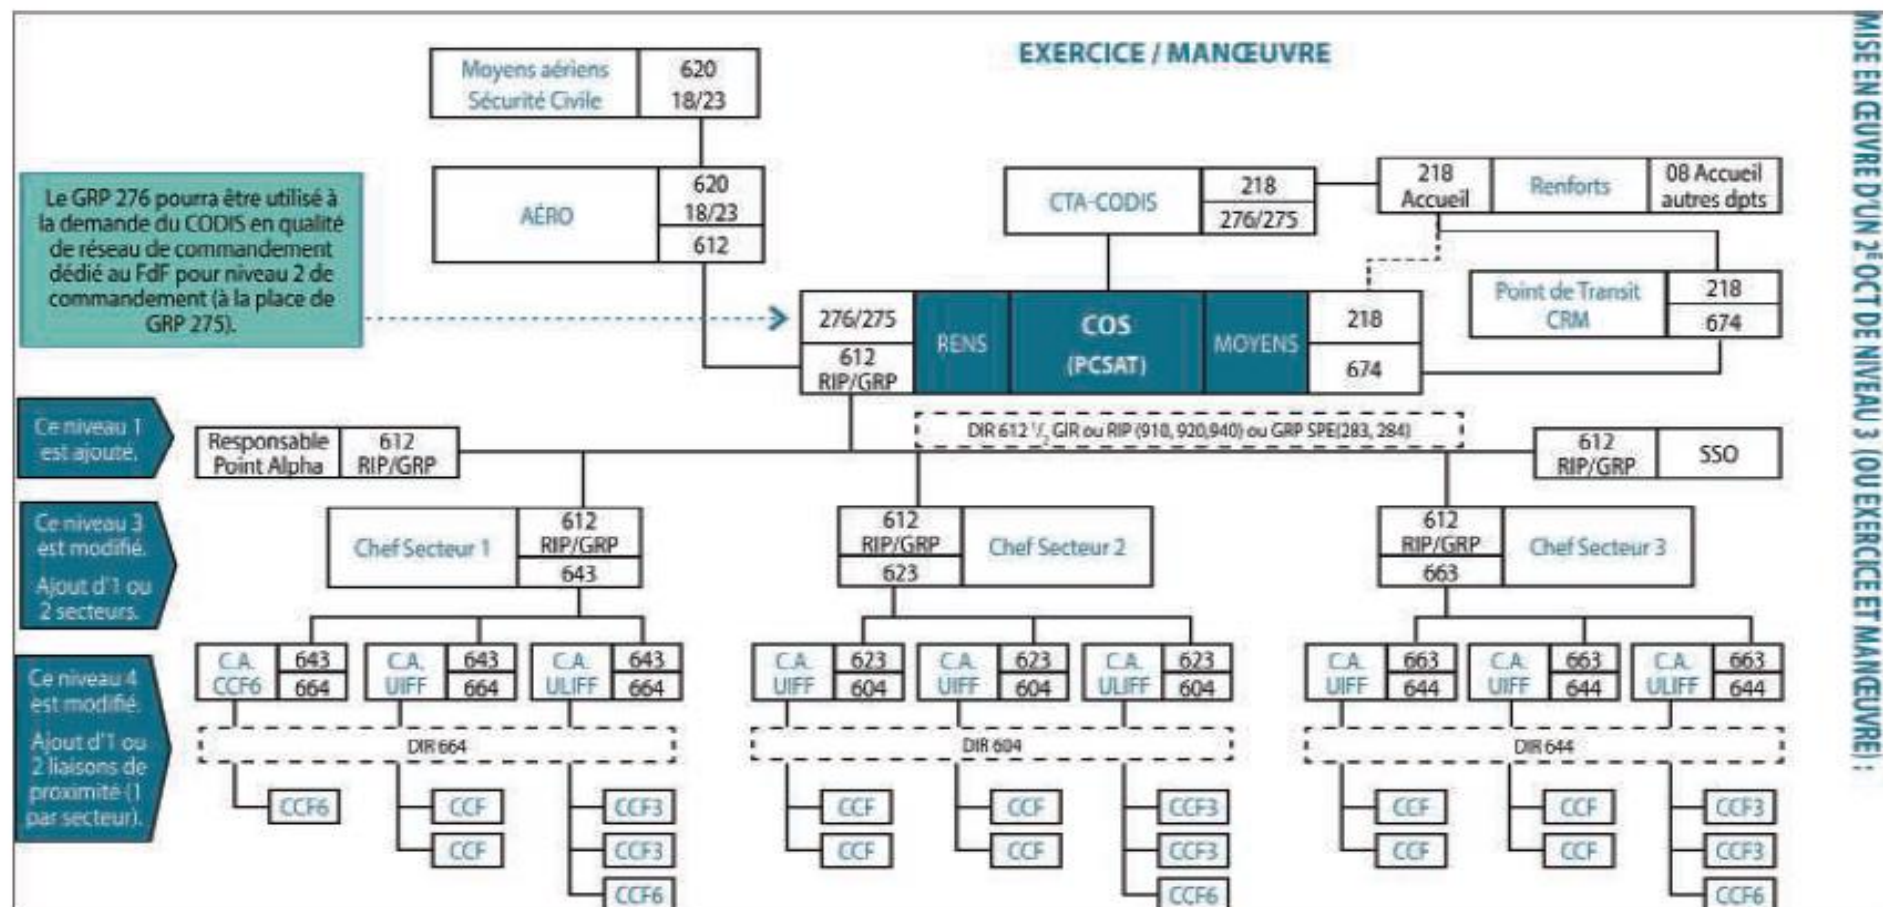 EXERCICE / MANŒUVRE
MISE EN ŒUVRE D'UN 2E OCT DE NIVEAU 3 (OU EXERCICE ET MANŒUVRE) :
Moyens aériens
Sécurité Civile
620
18/23
AÉRO
620
18/23
612
Le GRP 276 pourra être utilisé à
la demande du CODIS en qualité
de réseau de commandement
dédié au FdF pour niveau 2 de
commandement (à la place de
GRP 275).
CTA-CODIS
218
276/275
218
Accueil
Renforts
08 Accueil
autres dpts
Point de Transit
CRM
218
674
276/275
612
RIP/GRP
RENS
COS
(PCSAT)
MOYENS
218
674
DIR 612 1/2 GIR ou RIP (910, 920,940) ou GRP SPE(283, 284)
Ce niveau 1
est ajouté.
Responsable
Point Alpha
612
RIP/GRP
612
RIP/GRP
SSO
Ce niveau 3
est modifié.
Ajout d'1 ou
2 secteurs.
Chef Secteur 1
612
RIP/GRP
643
612
RIP/GRP
623
Chef Secteur 2
612
RIP/GRP
663
Chef Secteur 3
Ce niveau 4
est modifié.
Ajout d'1 ou
2 liaisons de
proximité (1
par secteur).
C.A.
CCF6
643
664
C.A.
UIFF
643
664
C.A.
ULIFF
643
664
C.A.
UIFF
623
604
C.A.
UIFF
623
604
C.A.
ULIFF
623
604
C.A.
UIFF
663
644
C.A.
UIFF
663
644
C.A.
ULIFF
663
644
DIR 664
DIR 604
DIR 644
CCF6
CCF
CCF
CCF3
CCF3
CCF6
CCF
CCF
CCF
CCF
CCF3
CCF3
CCF6
CCF
CCF
CCF
CCF
CCF3
CCF3
CCF6